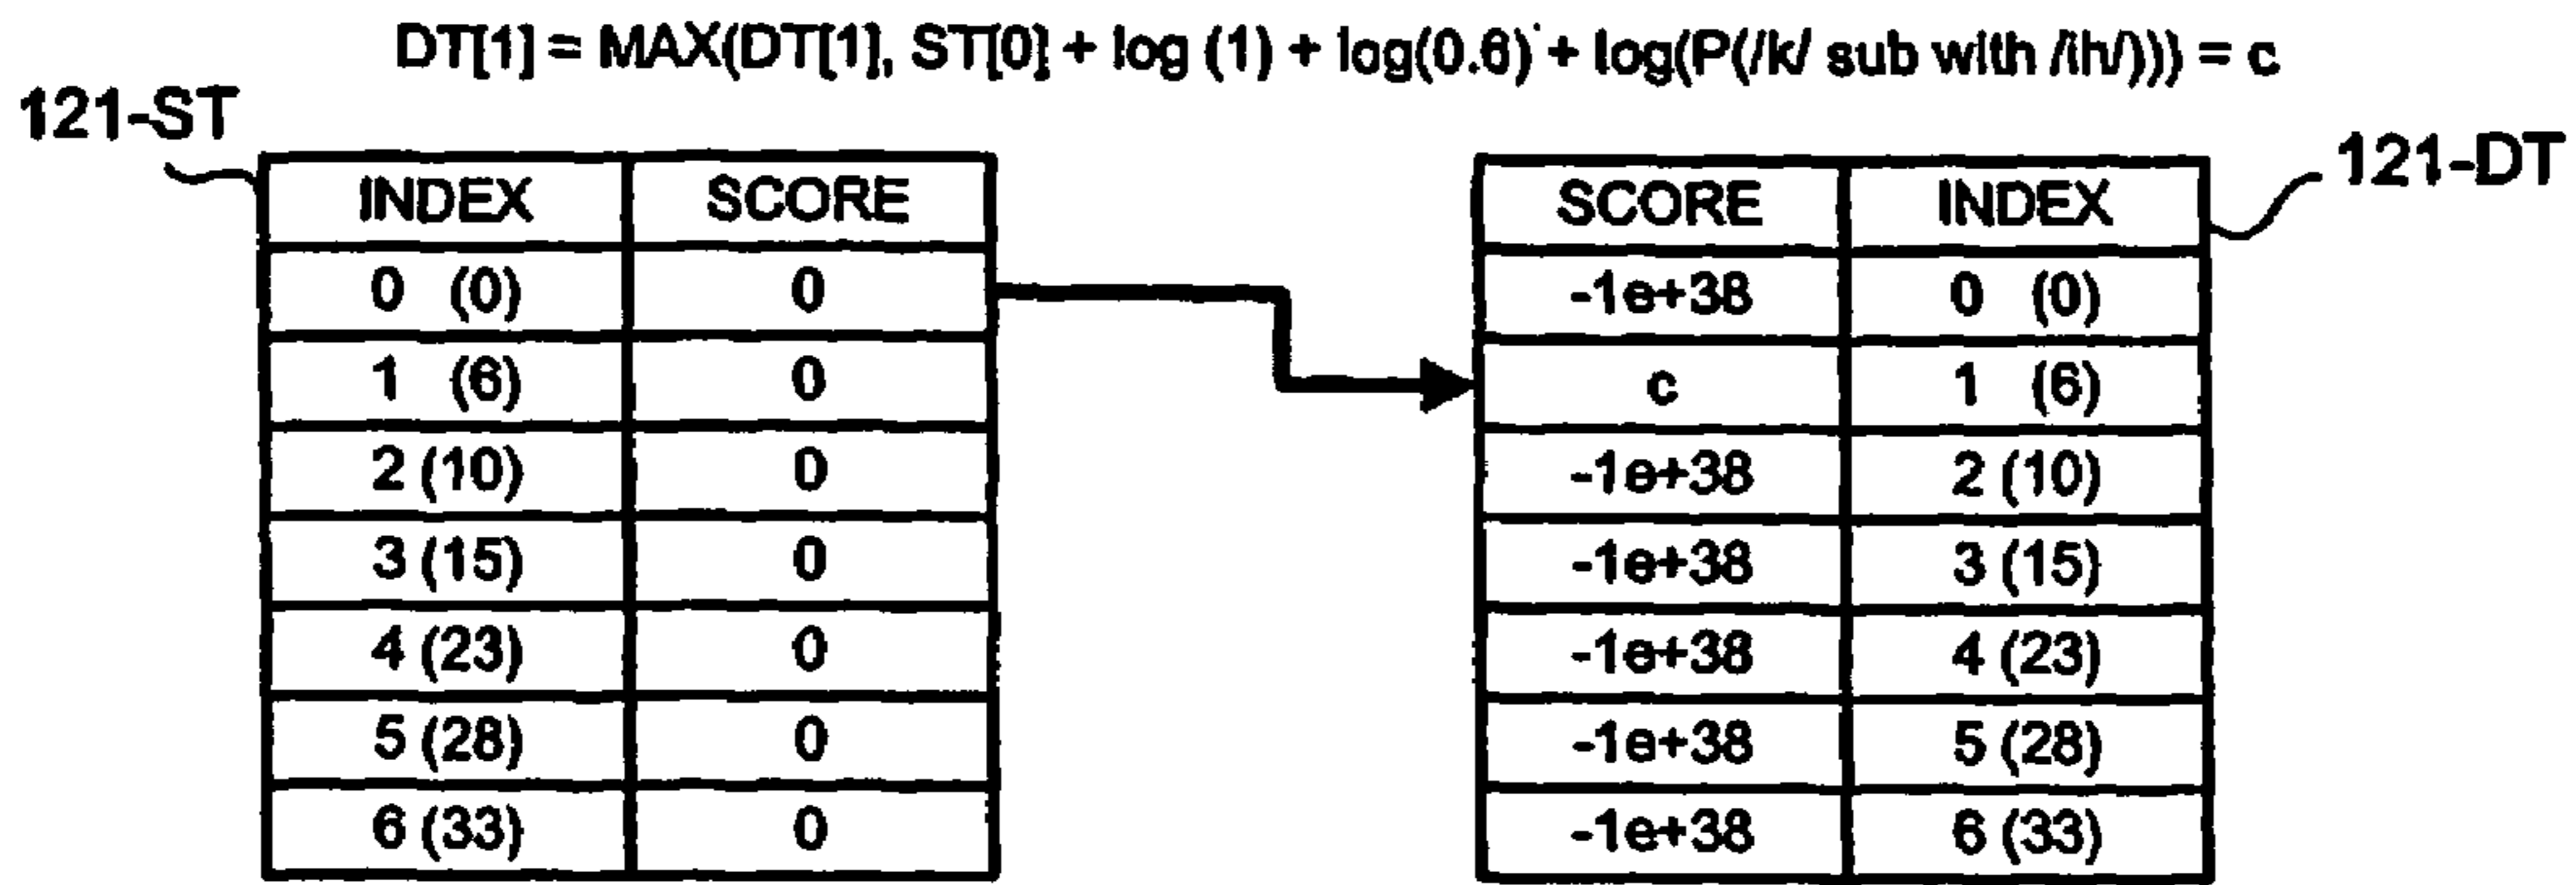 DT[1] = MAX(DT[1], ST[0] + log (1) + log(0.6) + log(P(/k/ sub with /ih/))) = c
121-ST
121-DT
INDEX SCORE SCORE INDEX
0 (0) 0 -1e+38 0 (0)
1 (6) 0 c 1 (6)
2 (10) 0 -1e+38 2 (10)
3 (15) 0 -1e+38 3 (15)
4 (23) 0 -1e+38 4 (23)
5 (28) 0 -1e+38 5 (28)
6 (33) 0 -1e+38 6 (33)